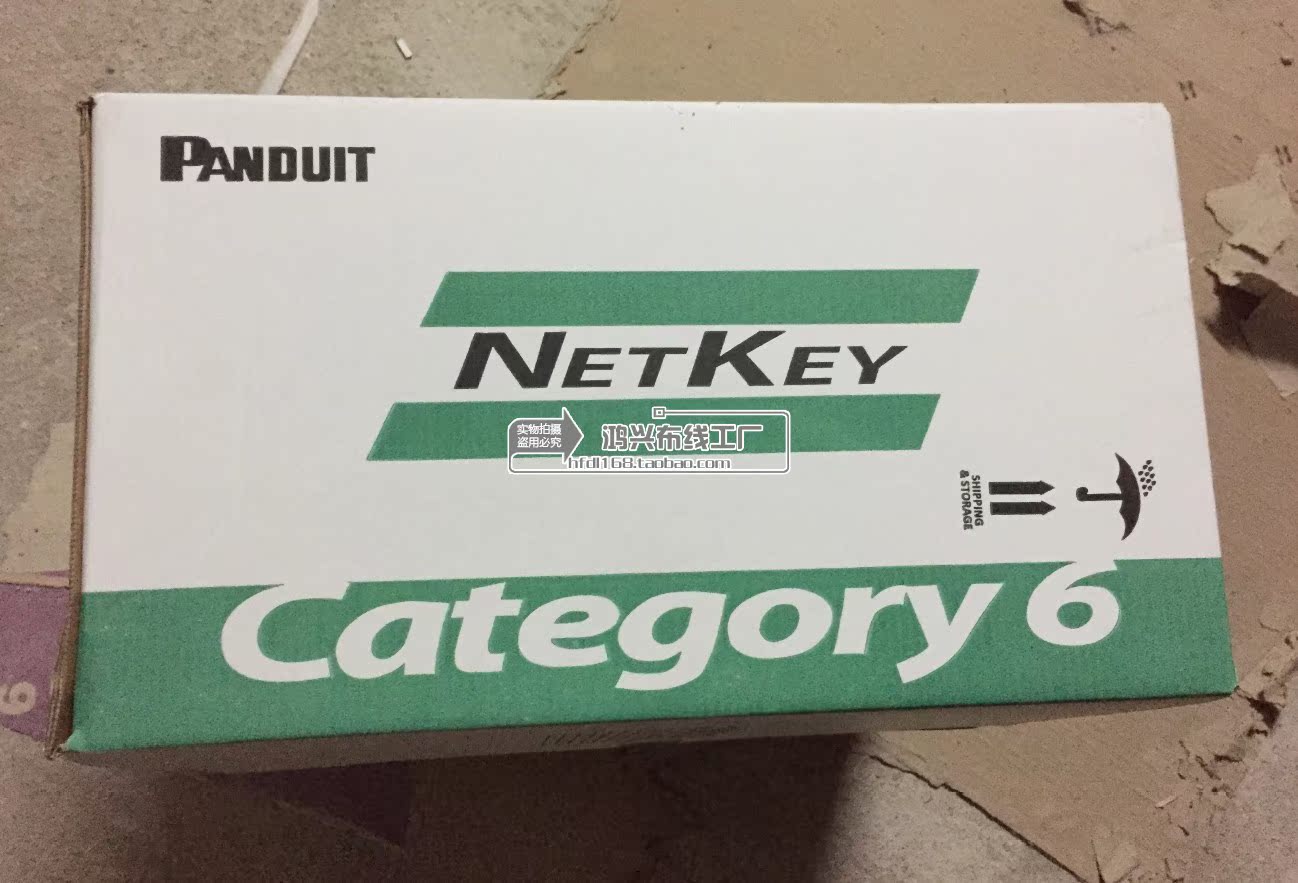 PANDUIT
NETKEY
实物拍摄
盗用必究
鸿兴布线工厂
hfdl168.taobao.com
SHIPPING
& STORAGE
Category 6
6